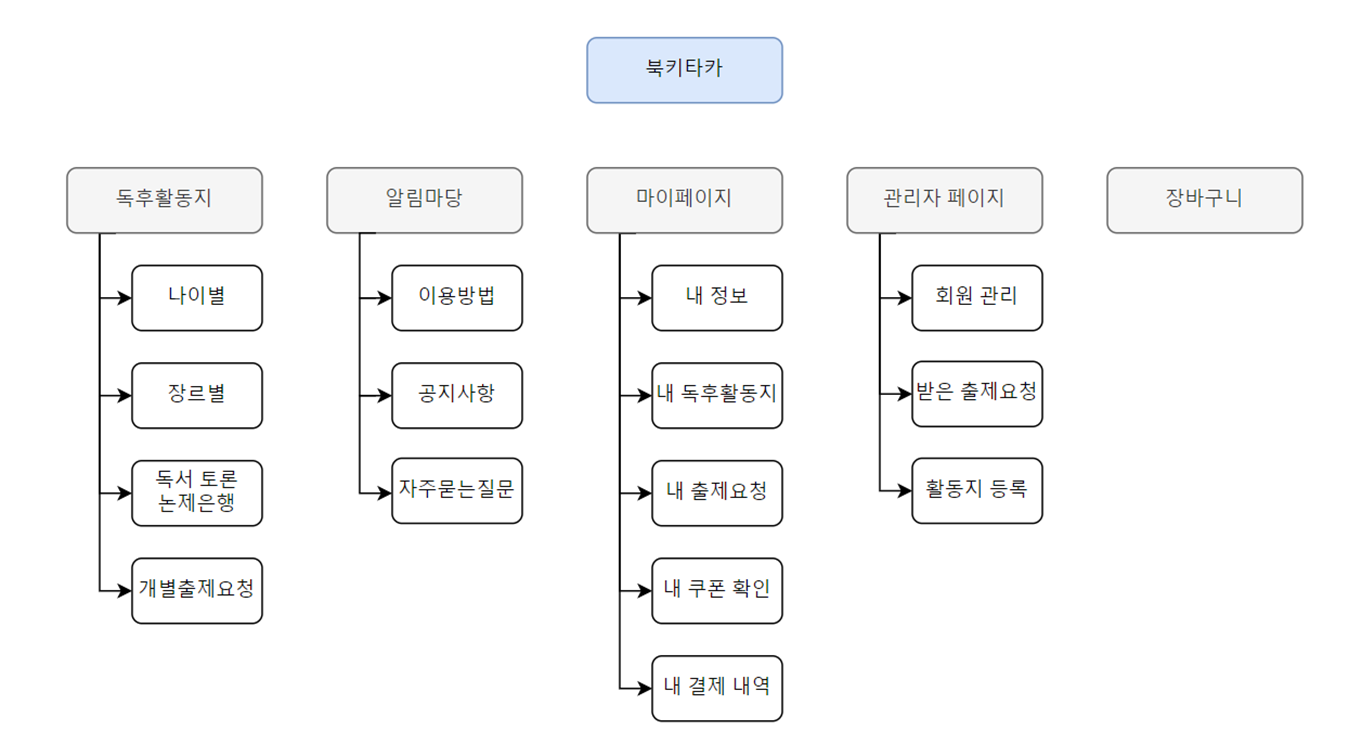 북키타카
독후활동지
알림마당
마이페이지
관리자 페이지
장바구니
나이별
장르별
독서 토론
논제은행
개별출제요청
이용방법
공지사항
자주묻는질문
내 정보
내 독후활동지
내 출제요청
내 쿠폰 확인
내 결제 내역
회원 관리
받은 출제요청
활동지 등록